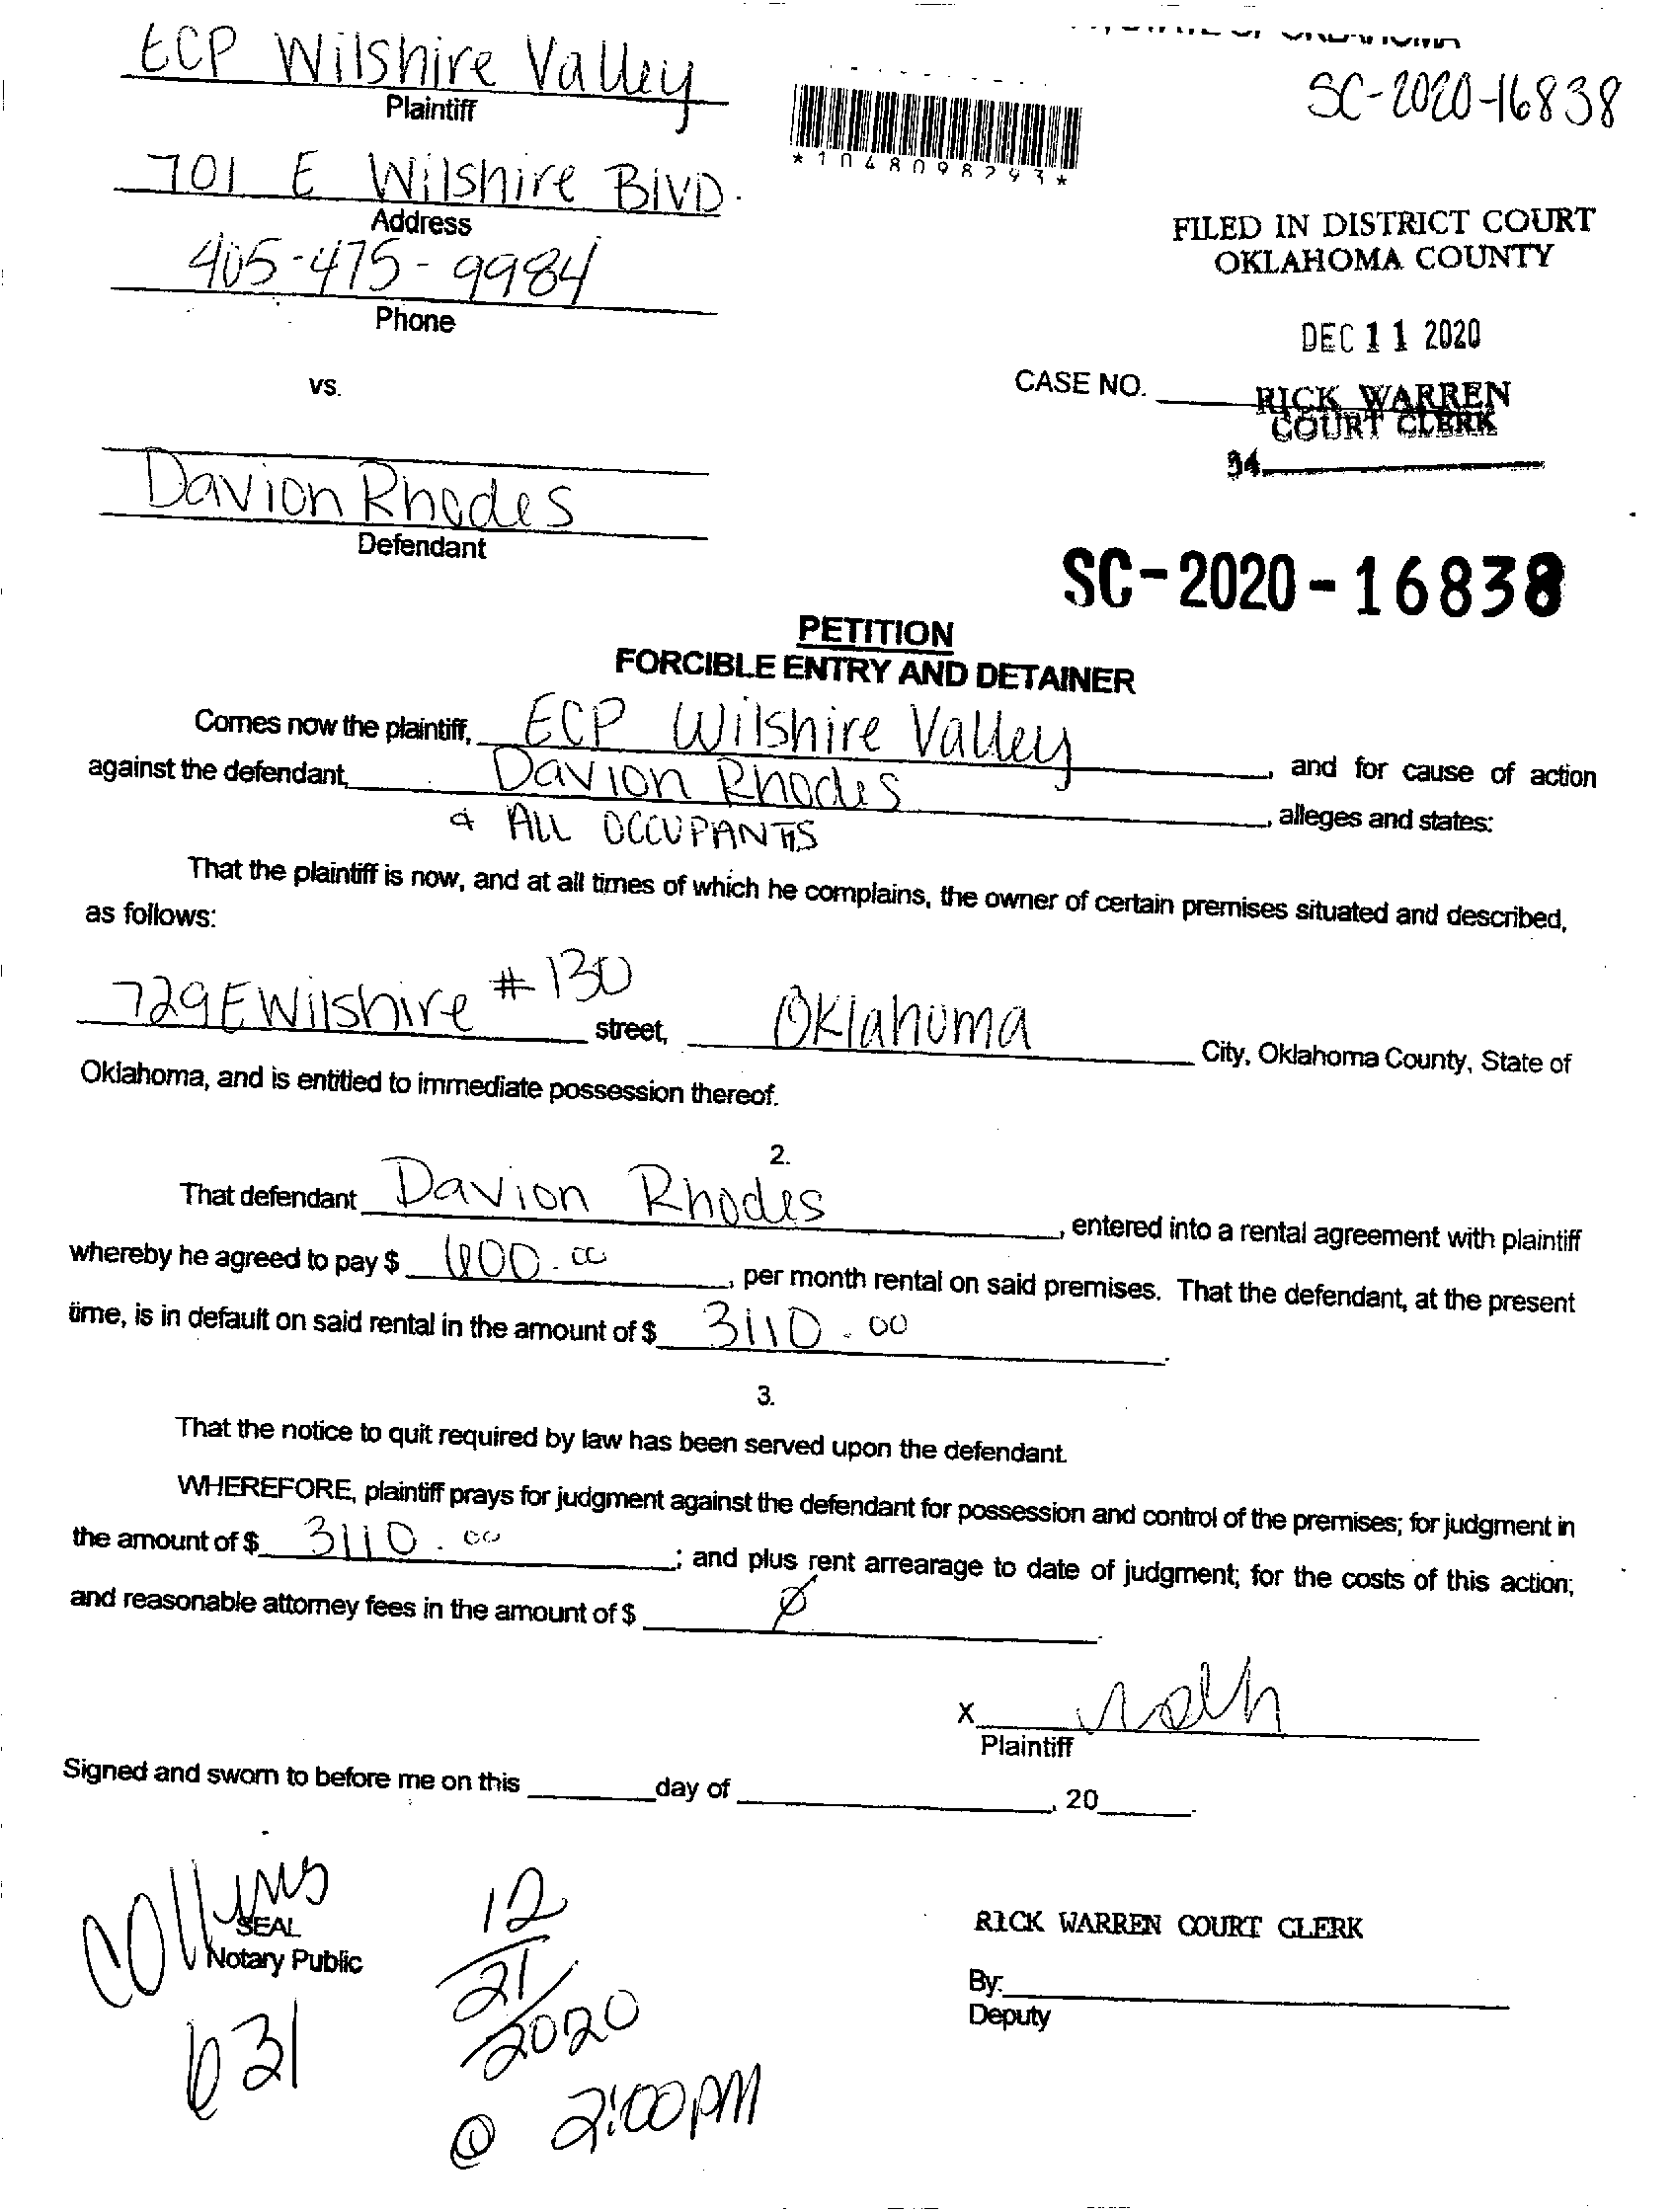 ECP Wilshire Valley
Plaintiff
SC-2020-16838
*1048098293*
701 E Wilshire BlVD.
Address
FILED IN DISTRICT COURT
OKLAHOMA COUNTY
405-475-9984
Phone
DEC 11 2020
vs.
CASE NO.
RICK WARREN
COURT CLERK
34
Davion Rhodes
Defendant
SC-2020-16838
PETITION
FORCIBLE ENTRY AND DETAINER
Comes now the plaintiff, ECP Wilshire Valley, and for cause of action
against the defendant, Davion Rhodes, alleges and states:
& ALL OCCUPANTS
That the plaintiff is now, and at all times of which he complains, the owner of certain premises situated and described,
as follows:
729 E Wilshire #130 street, Oklahoma City, Oklahoma County, State of
Oklahoma, and is entitled to immediate possession thereof.
2.
That defendant Davion Rhodes, entered into a rental agreement with plaintiff
whereby he agreed to pay $ 600.00, per month rental on said premises. That the defendant, at the present
time, is in default on said rental in the amount of $ 3110.00.
3.
That the notice to quit required by law has been served upon the defendant.
WHEREFORE, plaintiff prays for judgment against the defendant for possession and control of the premises; for judgment in
the amount of $ 3110.00; and plus rent arrearage to date of judgment; for the costs of this action;
and reasonable attorney fees in the amount of $ Ø.
X
Plaintiff
Signed and sworn to before me on this ___ day of ___, 20___.
Collins
SEAL
Notary Public
631
12/21/2020
@ 2:00PM
RICK WARREN COURT CLERK
By:
Deputy